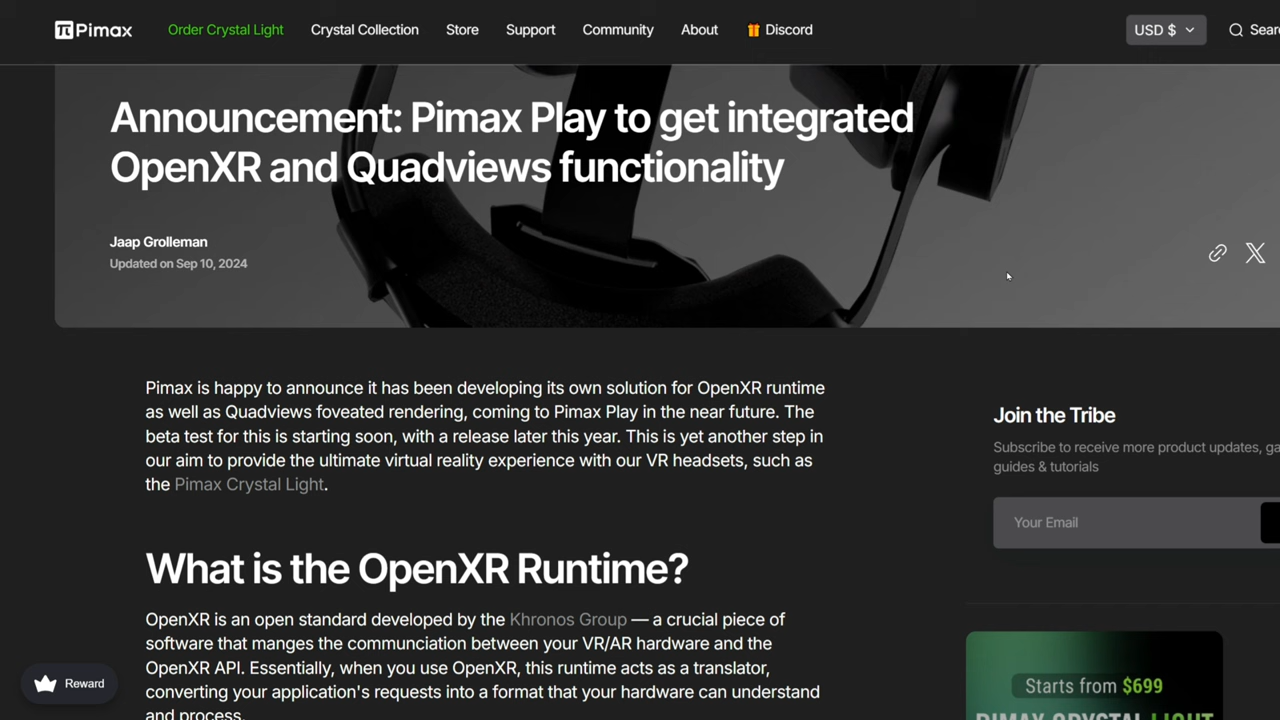 Pimax
Order Crystal Light
Crystal Collection
Store
Support
Community
About
Discord
USD $
Sear
Announcement: Pimax Play to get integrated
OpenXR and Quadviews functionality
Jaap Grolleman
Updated on Sep 10, 2024
Pimax is happy to announce it has been developing its own solution for OpenXR runtime
as well as Quadviews foveated rendering, coming to Pimax Play in the near future. The
beta test for this is starting soon, with a release later this year. This is yet another step in
our aim to provide the ultimate virtual reality experience with our VR headsets, such as
the Pimax Crystal Light.
What is the OpenXR Runtime?
OpenXR is an open standard developed by the Khronos Group — a crucial piece of
software that manges the communciation between your VR/AR hardware and the
OpenXR API. Essentially, when you use OpenXR, this runtime acts as a translator,
converting your application's requests into a format that your hardware can understand
and process.
Join the Tribe
Subscribe to receive more product updates, ga
guides & tutorials
Your Email
Starts from $699
PIMAX CRYSTAL LIGHT
Reward